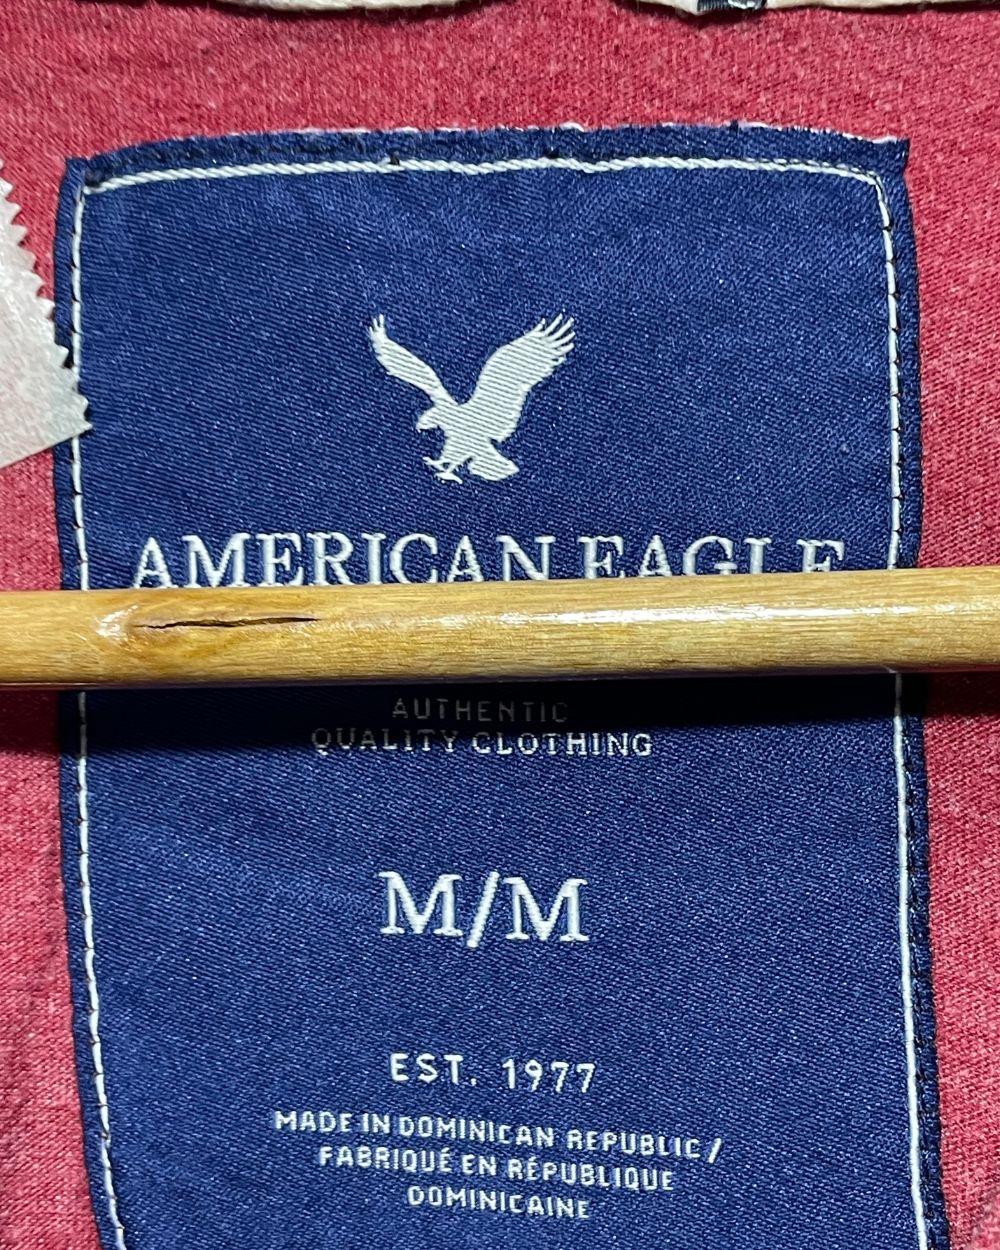 AMERICAN EAGLE
AUTHENTIC
QUALITY CLOTHING
M/M
EST. 1977
MADE IN DOMINICAN REPUBLIC /
FABRIQUÉ EN RÉPUBLIQUE
DOMINICAINE